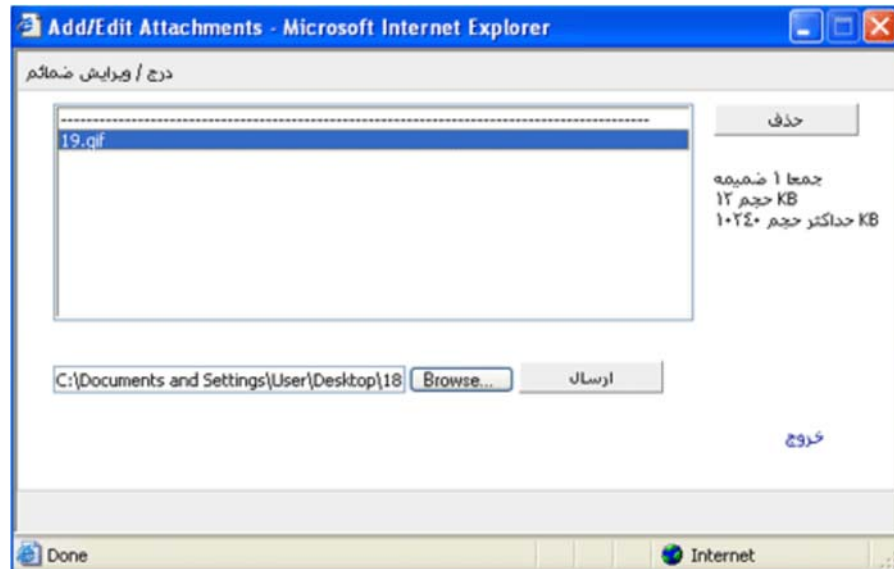 Add/Edit Attachments - Microsoft Internet Explorer
درج / ویرایش ضمائم
حذف
19.gif
جمعا ۱ ضمیمه
حجم ۱۲ KB
حداکثر حجم ۱۰۲۴۰ KB
C:\Documents and Settings\User\Desktop\18 Browse... ارسال
خروج
Done Internet